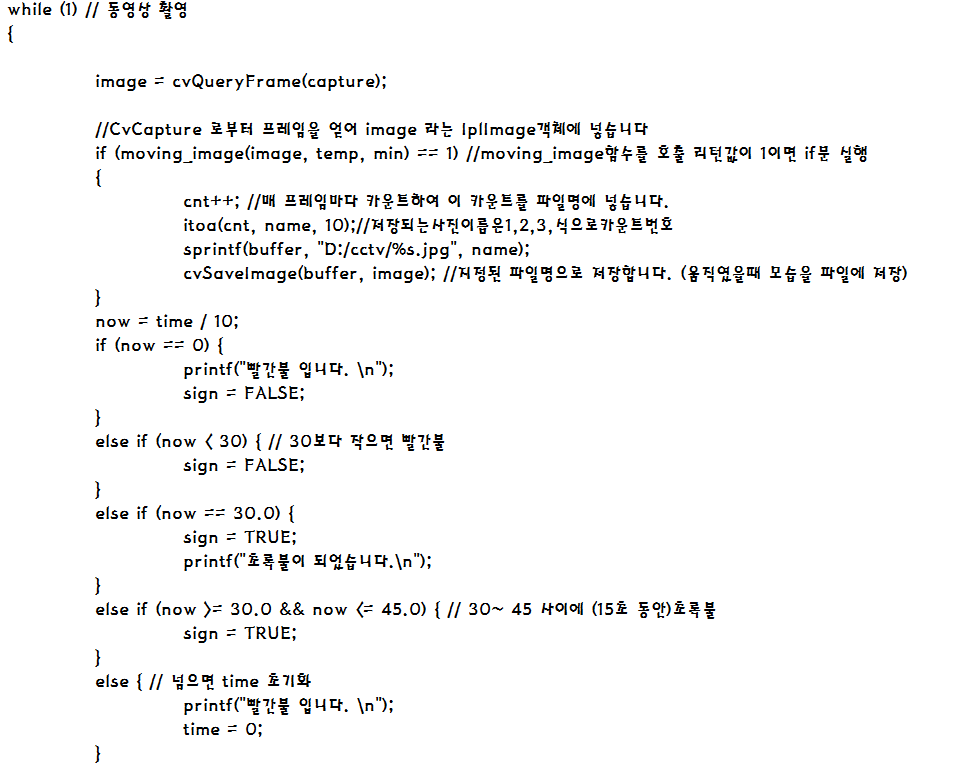 while (1) // 동영상 촬영
{
image = cvQueryFrame(capture);
//CvCapture 로부터 프레임을 얻어 image 라는 IplImage객체에 넣습니다
if (moving_image(image, temp, min) == 1) //moving_image함수를 호출 리턴값이 1이면 if문 실행
{
cnt++; //매 프레임마다 카운트하여 이 카운트를 파일명에 넣습니다.
itoa(cnt, name, 10);//저장되는사진이름은1,2,3,식으로카운트번호
sprintf(buffer, "D:/cctv/%s.jpg", name);
cvSaveImage(buffer, image); //지정된 파일명으로 저장합니다. (움직였을때 모습을 파일에 저장)
}
now = time / 10;
if (now == 0) {
printf("빨간불 입니다. \n");
sign = FALSE;
}
else if (now < 30) { // 30보다 작으면 빨간불
sign = FALSE;
}
else if (now == 30.0) {
sign = TRUE;
printf("초록불이 되었습니다.\n");
}
else if (now >= 30.0 && now <= 45.0) { // 30~ 45 사이에 (15초 동안)초록불
sign = TRUE;
}
else { // 넘으면 time 초기화
printf("빨간불 입니다. \n");
time = 0;
}